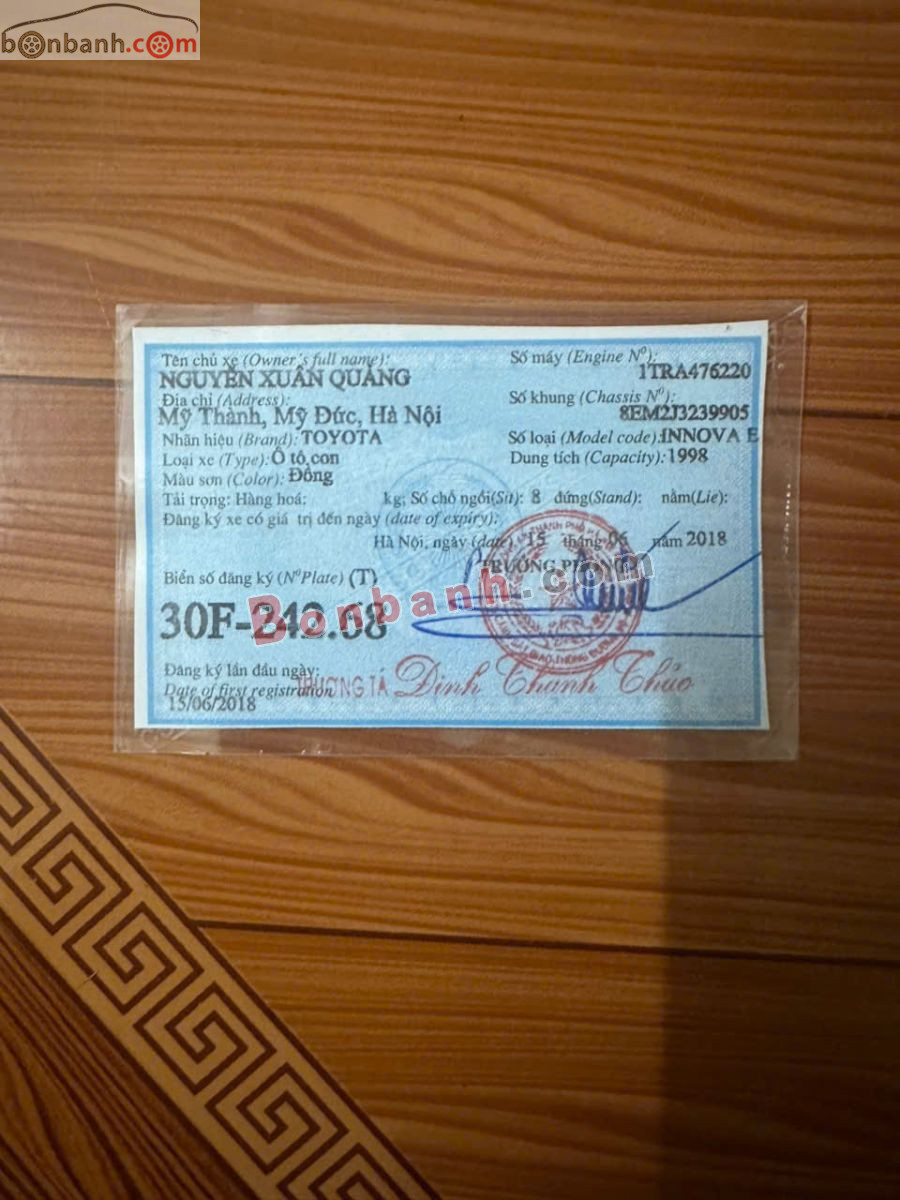 bonbanh.com
Tên chủ xe (Owner's full name):
NGUYỄN XUÂN QUẢNG
Địa chỉ (Address):
Mỹ Thành, Mỹ Đức, Hà Nội
Nhãn hiệu (Brand): TOYOTA
Loại xe (Type): Ô tô con
Màu sơn (Color): Đồng
Số máy (Engine Nº): 1TRA476220
Số khung (Chassis Nº): 8EM2J3239905
Số loại (Model code): INNOVA E
Dung tích (Capacity): 1998
Tải trọng: Hàng hoá: kg; Số chỗ ngồi(Sit): 8 đứng(Stand): nằm(Lie):
Đăng ký xe có giá trị đến ngày (date of expiry):
Hà Nội, ngày (date) 15 tháng 06 năm 2018
TRƯỞNG PHÒNG
Biển số đăng ký (NºPlate) (T)
30F-242.08
Bonbanh.com
Đăng ký lần đầu ngày:
Date of first registration
15/06/2018
THƯỢNG TÁ Đinh Thanh Thảo